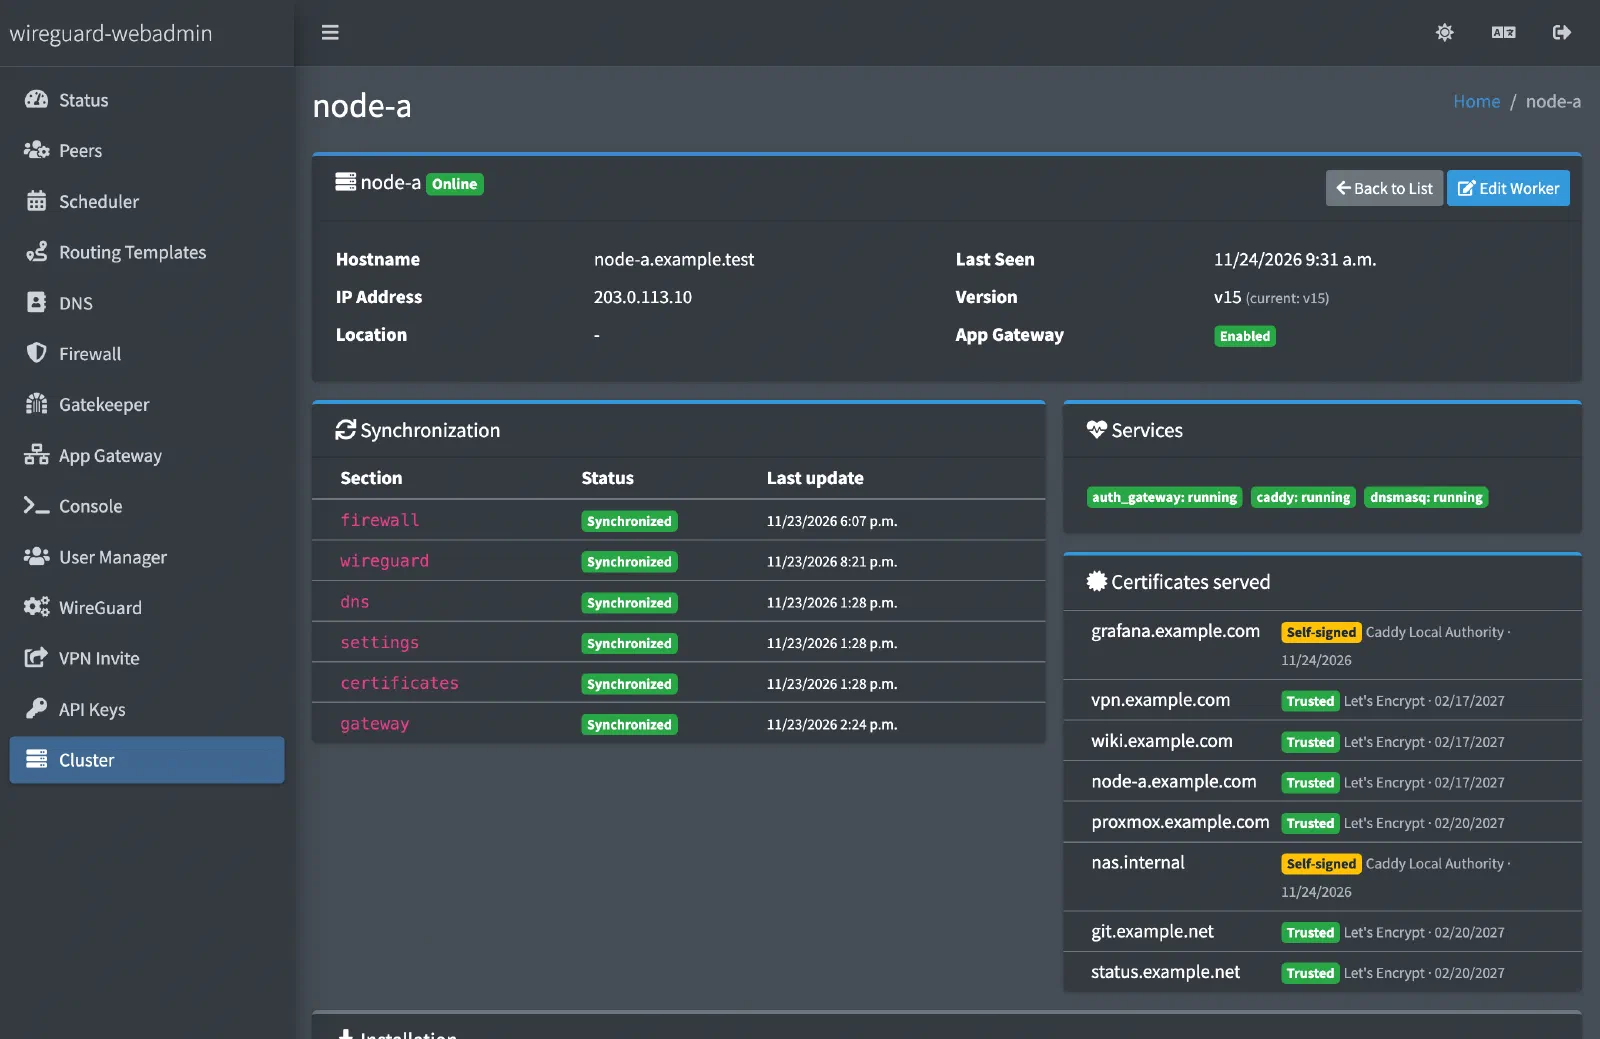 wireguard-webadmin
Status
Peers
Scheduler
Routing Templates
DNS
Firewall
Gatekeeper
App Gateway
Console
User Manager
WireGuard
VPN Invite
API Keys
Cluster
node-a
Home / node-a
node-a Online
Back to List Edit Worker
Hostname node-a.example.test Last Seen 11/24/2026 9:31 a.m.
IP Address 203.0.113.10 Version v15 (current: v15)
Location - App Gateway Enabled
Synchronization
Section Status Last update
firewall Synchronized 11/23/2026 6:07 p.m.
wireguard Synchronized 11/23/2026 8:21 p.m.
dns Synchronized 11/23/2026 1:28 p.m.
settings Synchronized 11/23/2026 1:28 p.m.
certificates Synchronized 11/23/2026 1:28 p.m.
gateway Synchronized 11/23/2026 2:24 p.m.
Services
auth_gateway: running caddy: running dnsmasq: running
Certificates served
grafana.example.com Self-signed Caddy Local Authority ·
11/24/2026
vpn.example.com Trusted Let's Encrypt · 02/17/2027
wiki.example.com Trusted Let's Encrypt · 02/17/2027
node-a.example.com Trusted Let's Encrypt · 02/17/2027
proxmox.example.com Trusted Let's Encrypt · 02/20/2027
nas.internal Self-signed Caddy Local Authority ·
11/24/2026
git.example.net Trusted Let's Encrypt · 02/20/2027
status.example.net Trusted Let's Encrypt · 02/20/2027
Installation